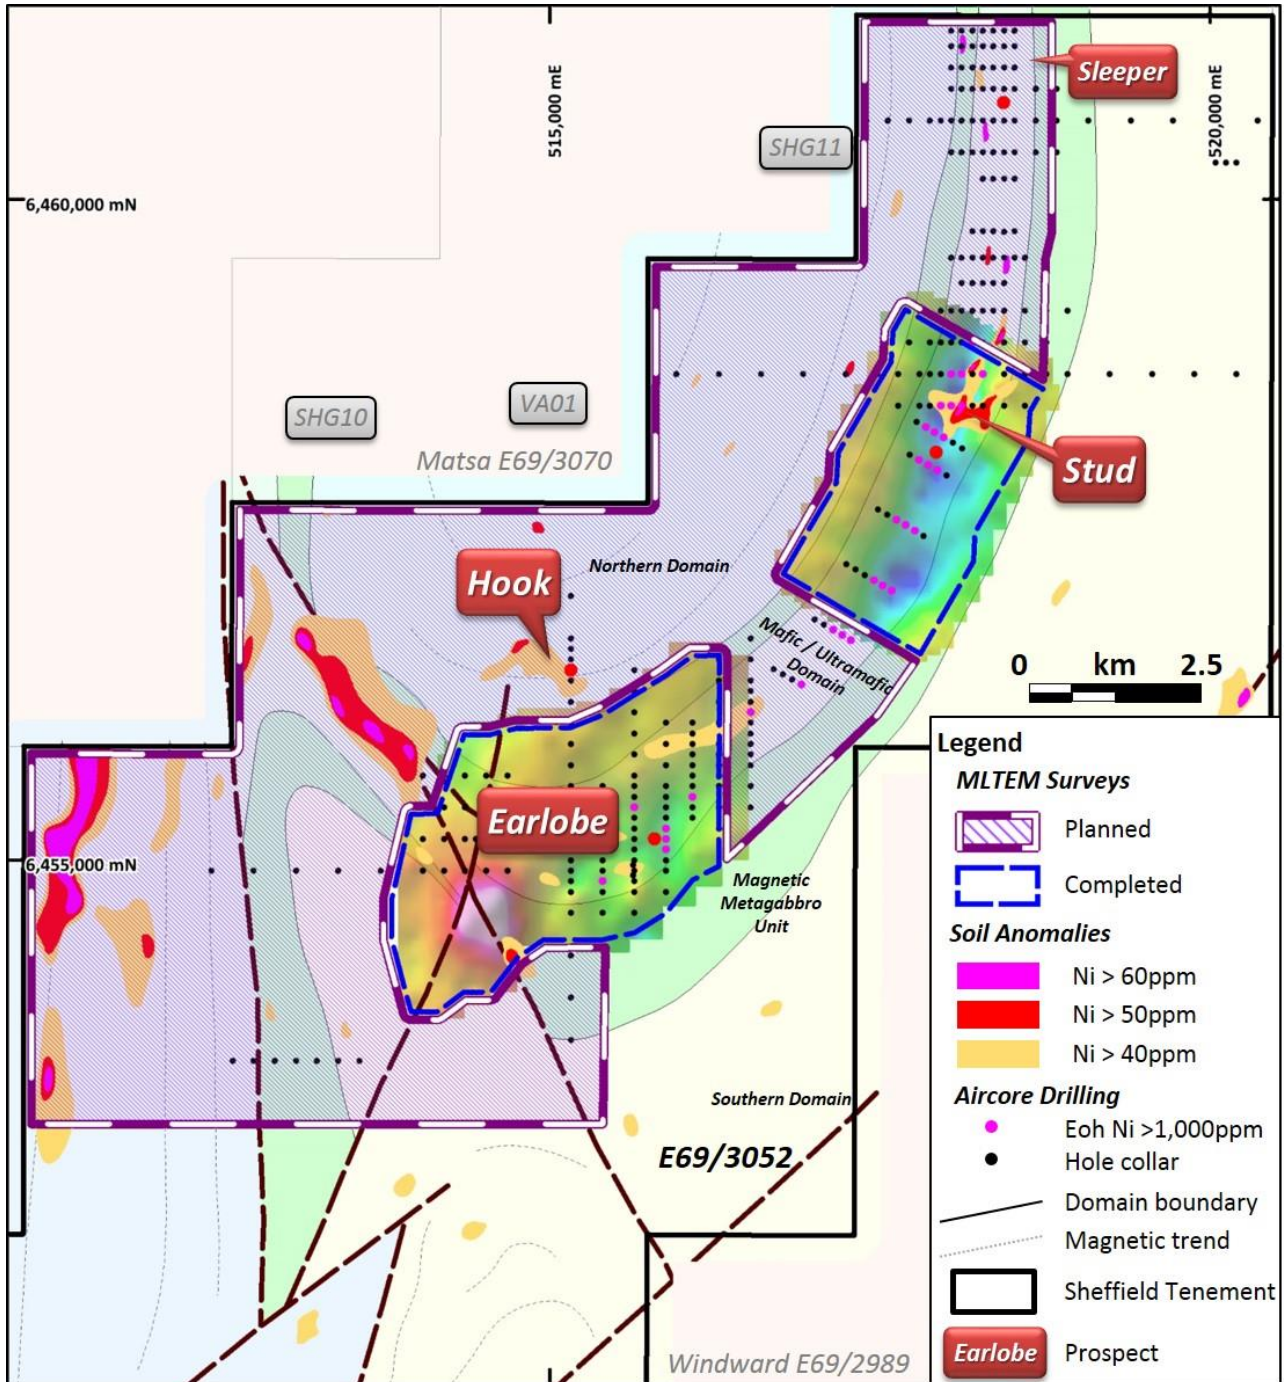 515,000 mE
520,000 mE
Sleeper
SHG11
6,460,000 mN
SHG10
VA01
Matsa E69/3070
Stud
Hook
Northern Domain
Mafic / Ultramafic
Domain
0 km 2.5
Earlobe
6,455,000 mN
Magnetic
Metagabbro
Unit
Southern Domain
E69/3052
Windward E69/2989
Legend
MLTEM Surveys
Planned
Completed
Soil Anomalies
Ni > 60ppm
Ni > 50ppm
Ni > 40ppm
Aircore Drilling
Eoh Ni >1,000ppm
Hole collar
Domain boundary
Magnetic trend
Sheffield Tenement
Earlobe Prospect